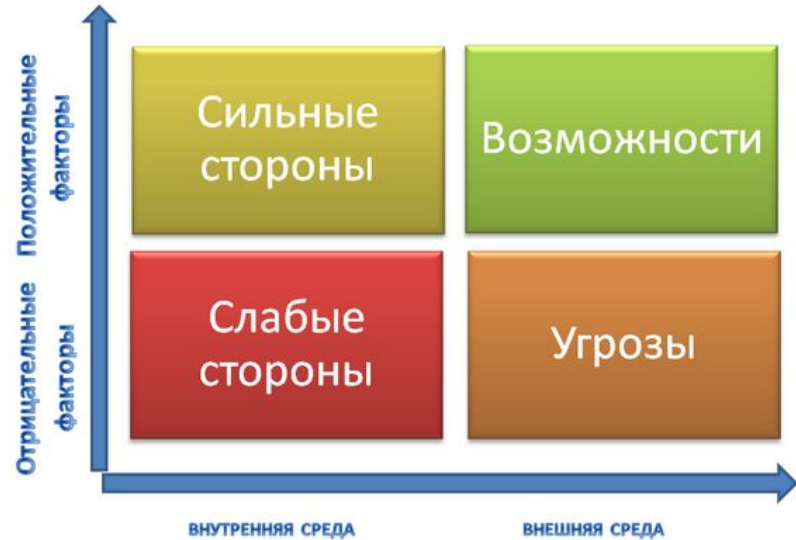 Положительные
факторы
Сильные
стороны
Возможности
Отрицательные
факторы
Слабые
стороны
Угрозы
ВНУТРЕННЯЯ СРЕДА
ВНЕШНЯЯ СРЕДА